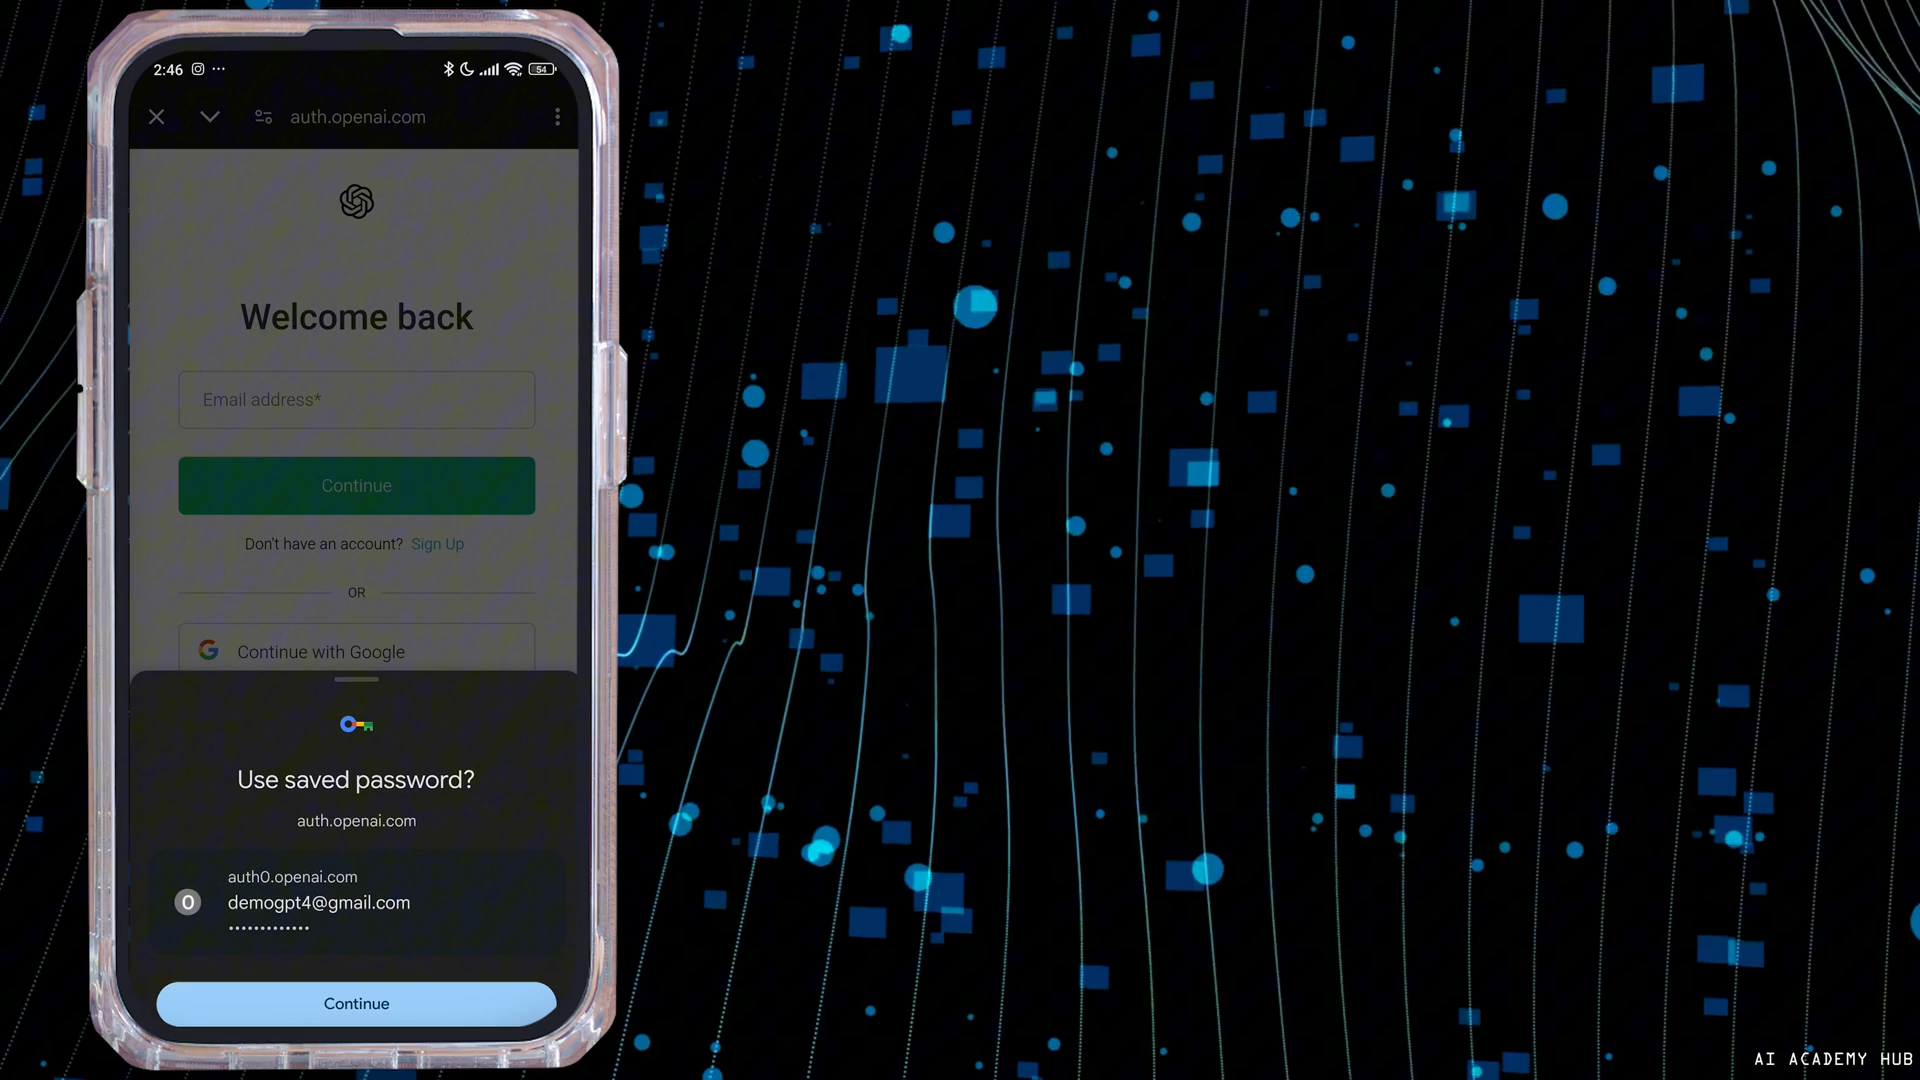 2:46
54
auth.openai.com
Welcome back
Email address*
Continue
Don't have an account? Sign Up
OR
Continue with Google
Use saved password?
auth.openai.com
auth0.openai.com
O demogpt4@gmail.com
•••••••••••••
Continue
AI ACADEMY HUB